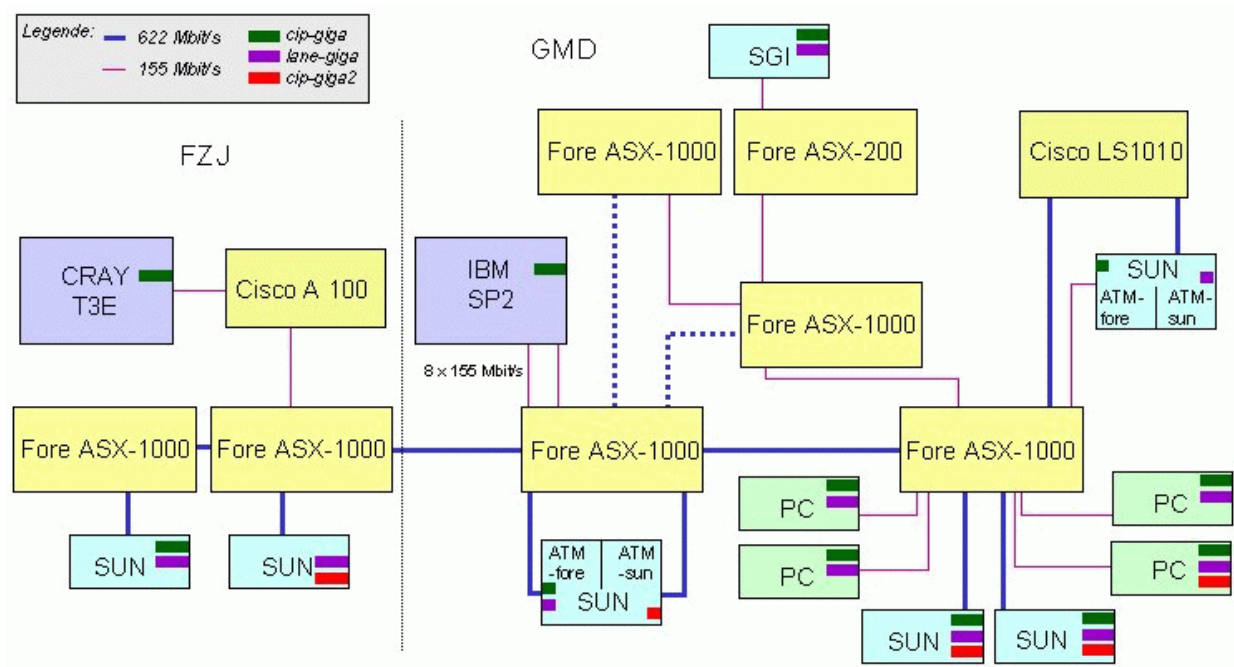 Legende:
622 Mbit/s
cip-giga
lane-giga
155 Mbit/s
cip-giga2
GMD
SGI
FZJ
Fore ASX-1000
Fore ASX-200
Cisco LS1010
CRAY
T3E
Cisco A 100
IBM
SP2
SUN
ATM-
fore
ATM-
sun
Fore ASX-1000
8 x 155 Mbit/s
Fore ASX-1000
Fore ASX-1000
Fore ASX-1000
Fore ASX-1000
PC
PC
SUN
SUN
ATM
-fore
ATM
-sun
SUN
PC
PC
SUN
SUN